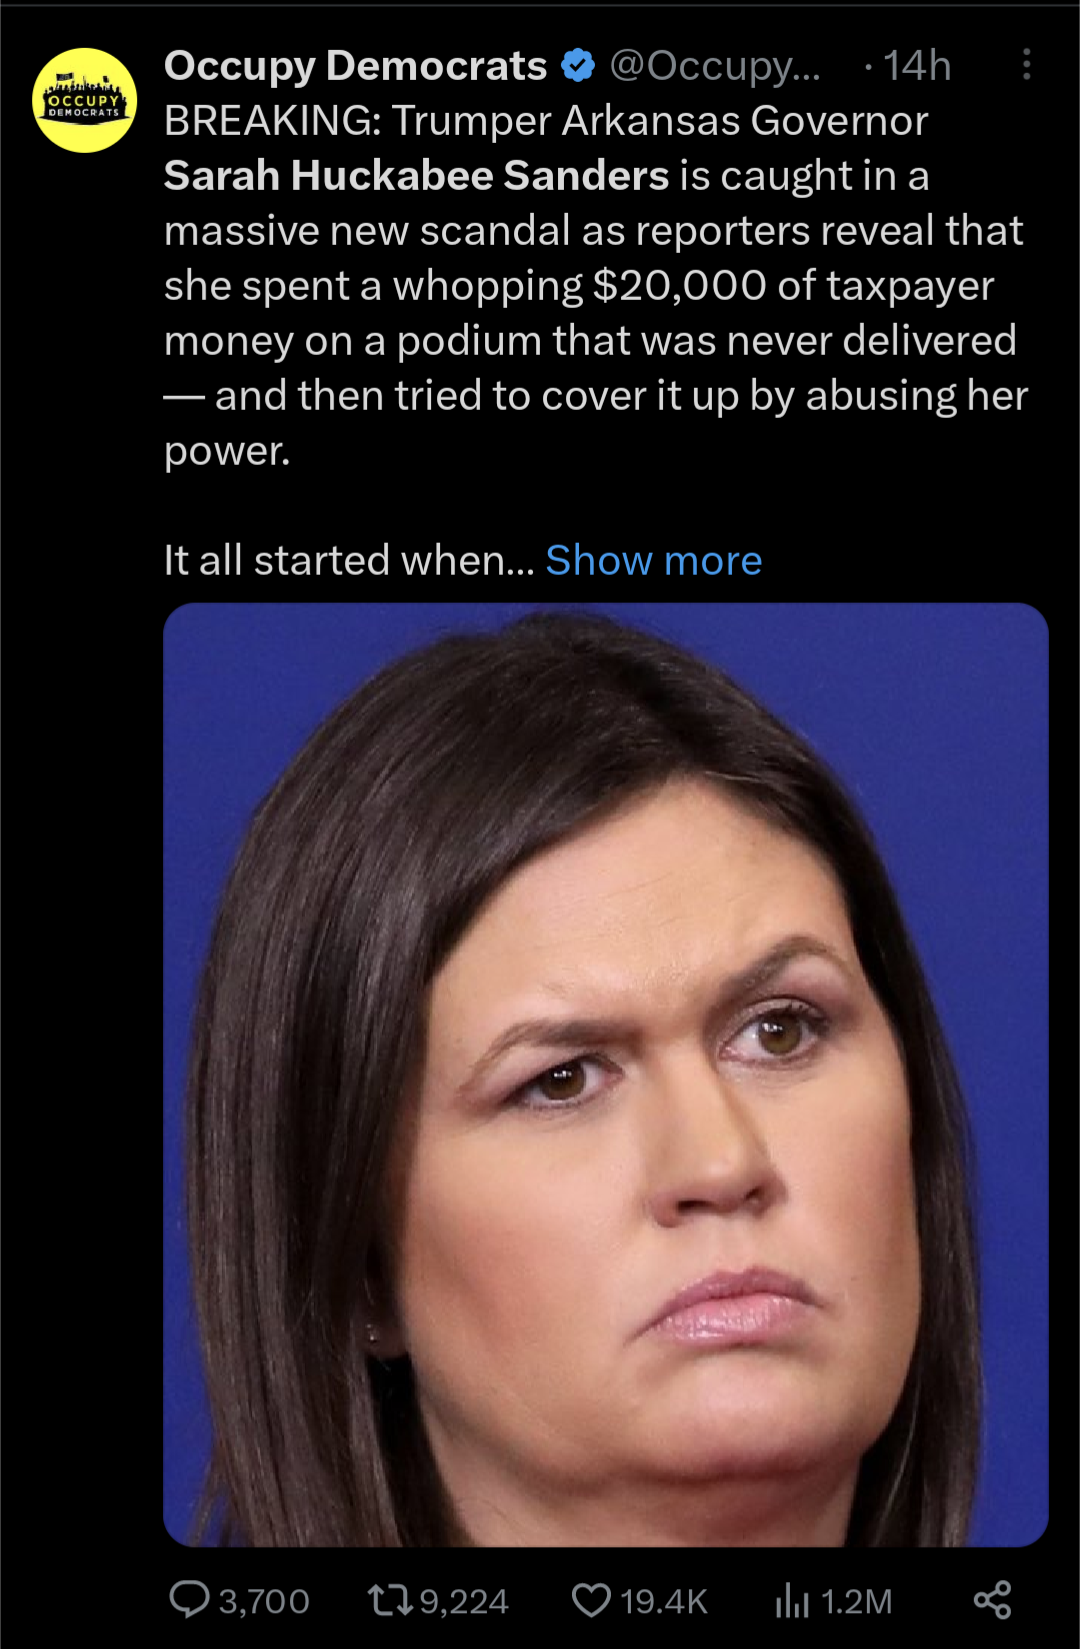 Occupy Democrats @Occupy... · 14h
OCCUPY
DEMOCRATS
BREAKING: Trumper Arkansas Governor
Sarah Huckabee Sanders is caught in a
massive new scandal as reporters reveal that
she spent a whopping $20,000 of taxpayer
money on a podium that was never delivered
— and then tried to cover it up by abusing her
power.
It all started when... Show more
3,700 9,224 19.4K 1.2M